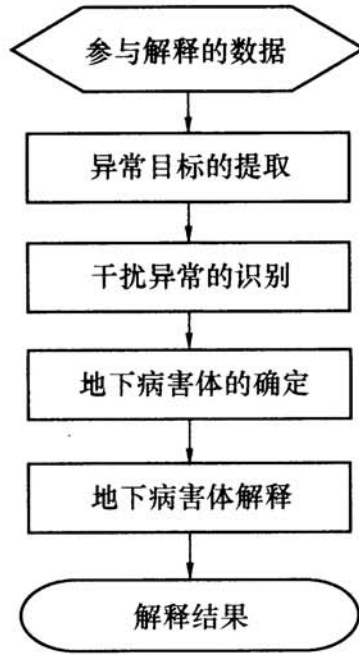 参与解释的数据
异常目标的提取
干扰异常的识别
地下病害体的确定
地下病害体解释
解释结果